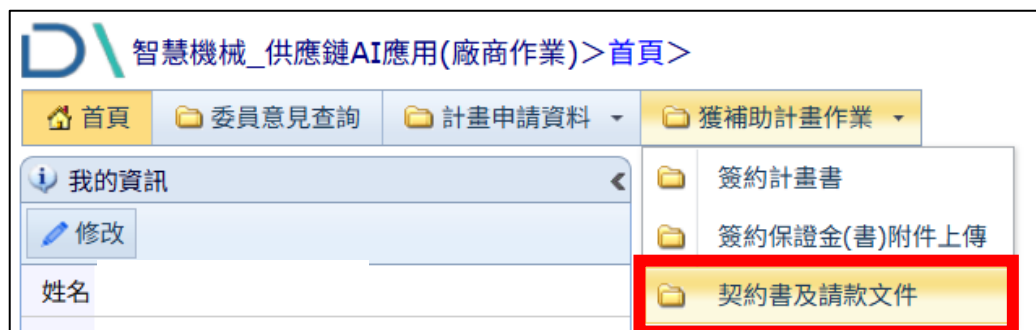 智慧機械_供應鏈AI應用(廠商作業)>首頁>
首頁 委員意見查詢 計畫申請資料 獲補助計畫作業
我的資訊
簽約計畫書
修改
簽約保證金(書)附件上傳
姓名
契約書及請款文件